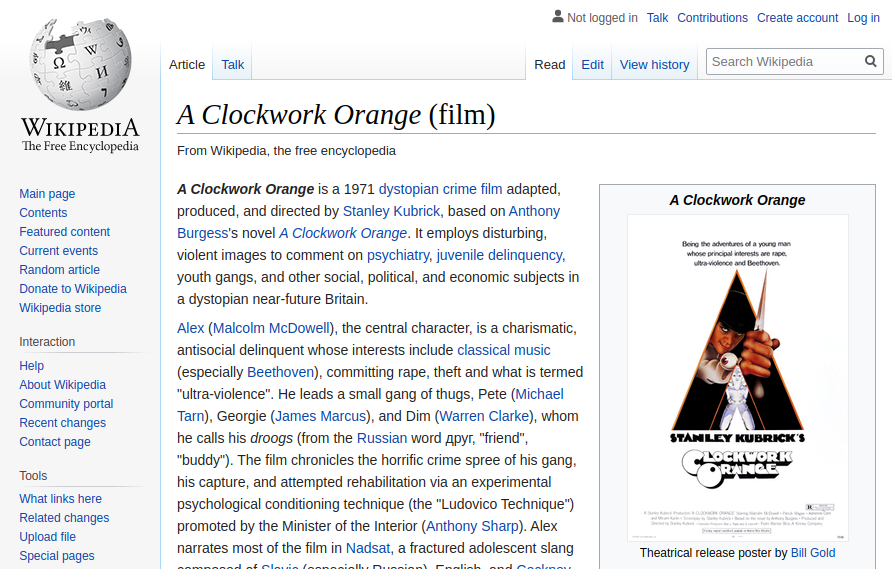 Not logged in Talk Contributions Create account Log in
Article Talk Read Edit View history Search Wikipedia
WIKIPEDIA
The Free Encyclopedia
A Clockwork Orange (film)
From Wikipedia, the free encyclopedia
Main page
Contents
Featured content
Current events
Random article
Donate to Wikipedia
Wikipedia store
Interaction
Help
About Wikipedia
Community portal
Recent changes
Contact page
Tools
What links here
Related changes
Upload file
Special pages
A Clockwork Orange is a 1971 dystopian crime film adapted,
produced, and directed by Stanley Kubrick, based on Anthony
Burgess's novel A Clockwork Orange. It employs disturbing,
violent images to comment on psychiatry, juvenile delinquency,
youth gangs, and other social, political, and economic subjects in
a dystopian near-future Britain.
Alex (Malcolm McDowell), the central character, is a charismatic,
antisocial delinquent whose interests include classical music
(especially Beethoven), committing rape, theft and what is termed
"ultra-violence". He leads a small gang of thugs, Pete (Michael
Tarn), Georgie (James Marcus), and Dim (Warren Clarke), whom
he calls his droogs (from the Russian word друг, "friend",
"buddy"). The film chronicles the horrific crime spree of his gang,
his capture, and attempted rehabilitation via an experimental
psychological conditioning technique (the "Ludovico Technique")
promoted by the Minister of the Interior (Anthony Sharp). Alex
narrates most of the film in Nadsat, a fractured adolescent slang
composed of Slavic (especially Russian), English, and Cockney
A Clockwork Orange
Being the adventures of a young man
whose principal interests are rape,
ultra-violence and Beethoven.
STANLEY KUBRICK'S
CLOCKWORK
ORANGE
Theatrical release poster by Bill Gold